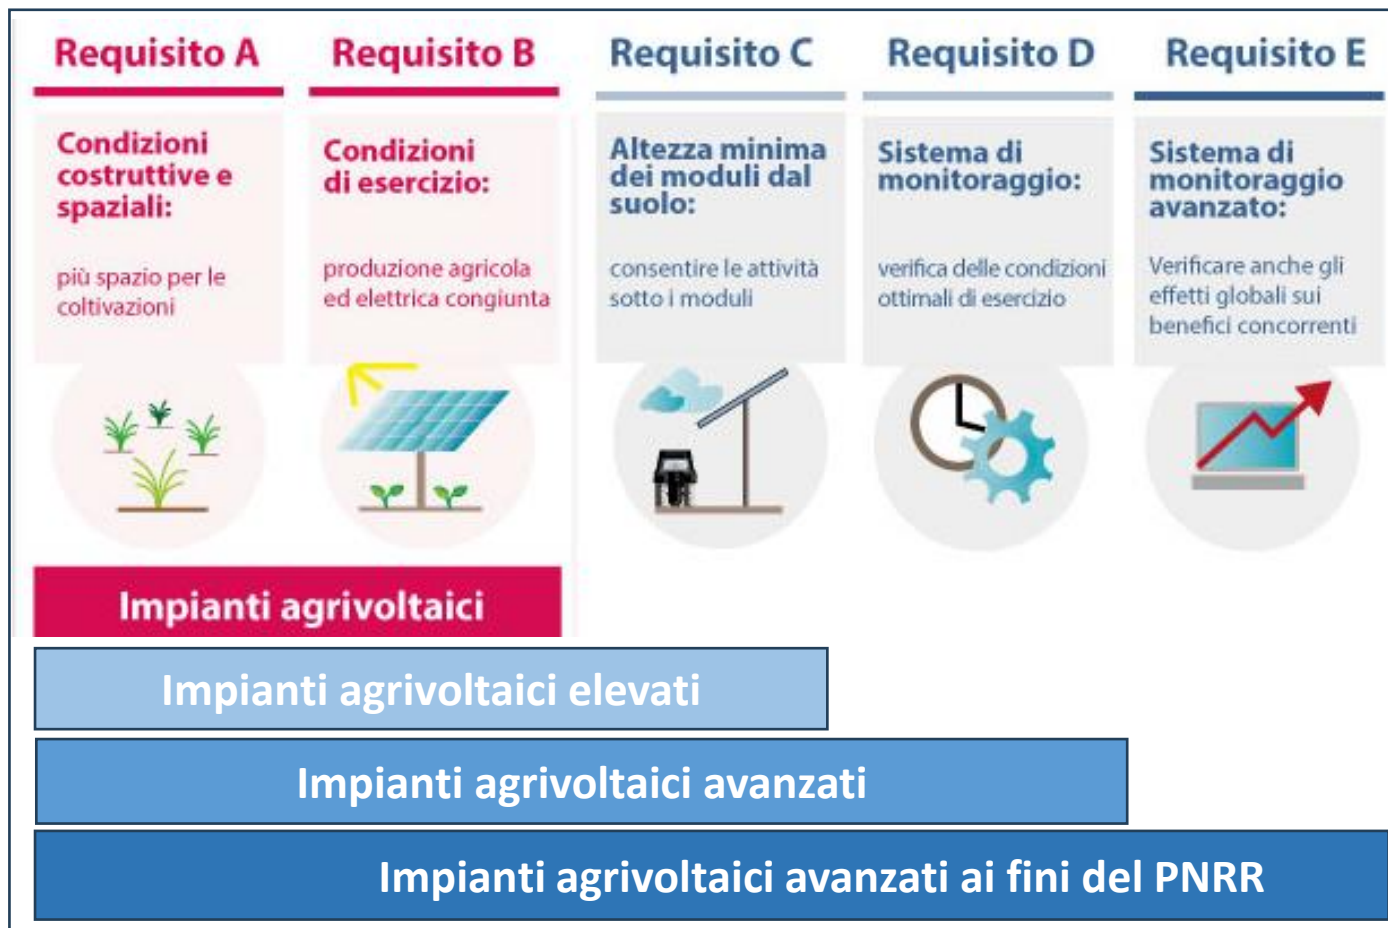 Requisito A
Requisito B
Requisito C
Requisito D
Requisito E
Condizioni
costruttive e
spaziali:
più spazio per le
coltivazioni
Condizioni
di esercizio:
produzione agricola
ed elettrica congiunta
Altezza minima
dei moduli dal
suolo:
consentire le attività
sotto i moduli
Sistema di
monitoraggio:
verifica delle condizioni
ottimali di esercizio
Sistema di
monitoraggio
avanzato:
Verificare anche gli
effetti globali sui
benefici concorrenti
Impianti agrivoltaici
Impianti agrivoltaici elevati
Impianti agrivoltaici avanzati
Impianti agrivoltaici avanzati ai fini del PNRR